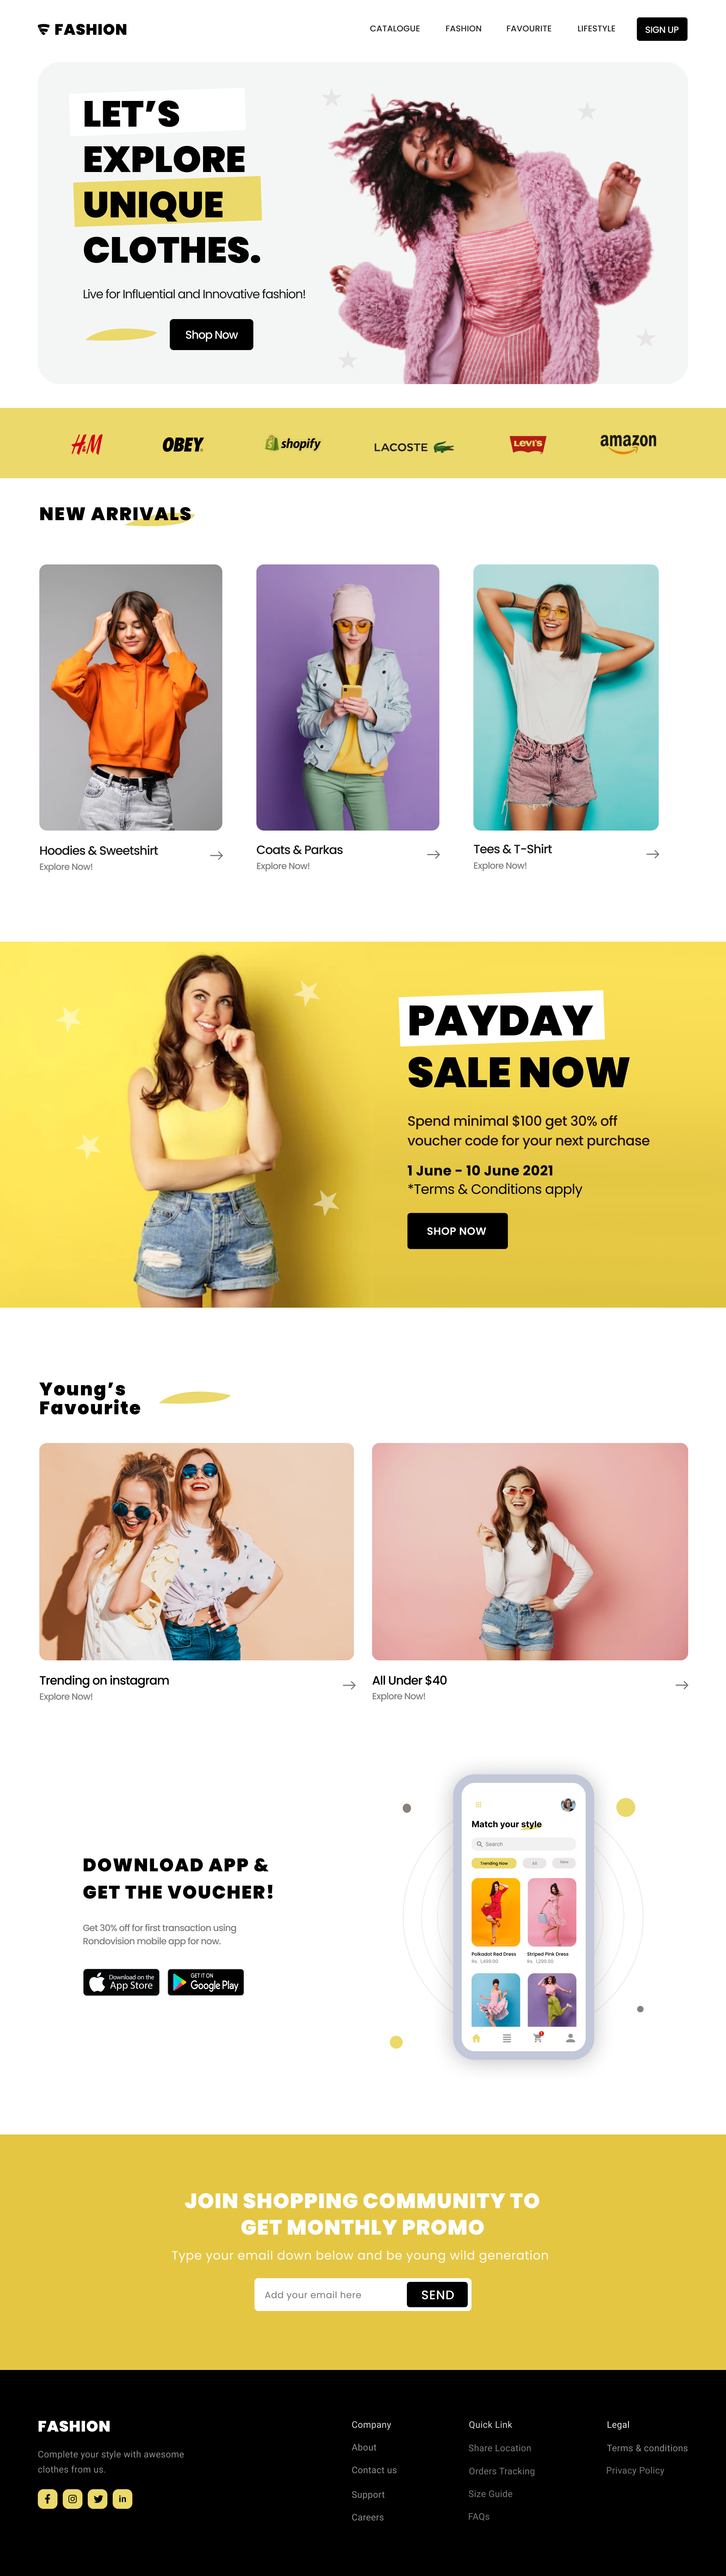 FASHION
CATALOGUE
FASHION
FAVOURITE
LIFESTYLE
SIGN UP
LET’S
EXPLORE
UNIQUE
CLOTHES.
Live for Influential and Innovative fashion!
Shop Now
H&M
OBEY
shopify
LACOSTE
LEVI'S
amazon
NEW ARRIVALS
Hoodies & Sweetshirt
Explore Now!
Coats & Parkas
Explore Now!
Tees & T-Shirt
Explore Now!
PAYDAY
SALE NOW
Spend minimal $100 get 30% off
voucher code for your next purchase
1 June - 10 June 2021
*Terms & Conditions apply
SHOP NOW
Young’s
Favourite
Trending on instagram
Explore Now!
All Under $40
Explore Now!
DOWNLOAD APP &
GET THE VOUCHER!
Get 30% off for first transaction using
Rondovision mobile app for now.
Download on the
App Store
GET IT ON
Google Play
Match your style
Search
Trending Now
All
New
Polkadot Red Dress
Rs. 1,499.00
Striped Pink Dress
Rs. 1,299.00
JOIN SHOPPING COMMUNITY TO
GET MONTHLY PROMO
Type your email down below and be young wild generation
Add your email here
SEND
FASHION
Complete your style with awesome
clothes from us.
Company
About
Contact us
Support
Careers
Quick Link
Share Location
Orders Tracking
Size Guide
FAQs
Legal
Terms & conditions
Privacy Policy